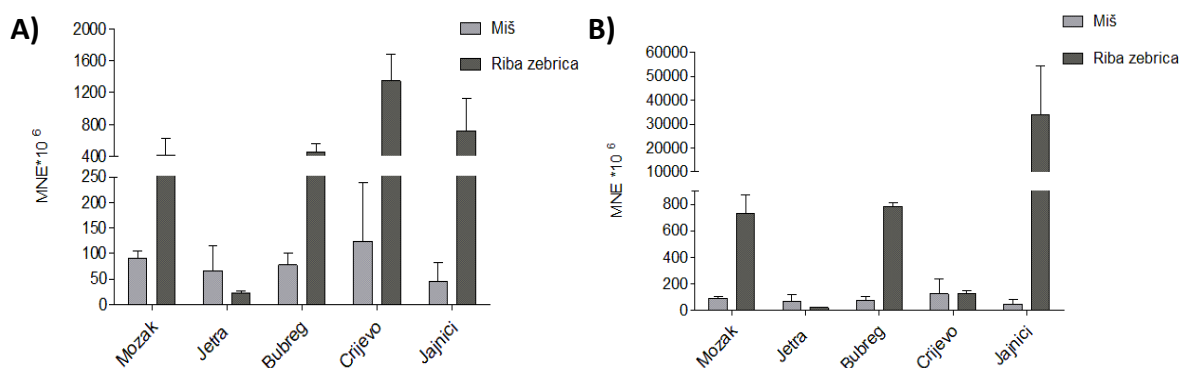 A)
Miš
Riba zebrica
MNE*10 6
2000
1600
1200
800
400
250
200
150
100
50
0
Mozak
Jetra
Bubreg
Crijevo
Jajnici
B)
Miš
Riba zebrica
MNE *10 6
60000
50000
40000
30000
20000
10000
800
600
400
200
0
Mozak
Jetra
Bubreg
Crijevo
Jajnici